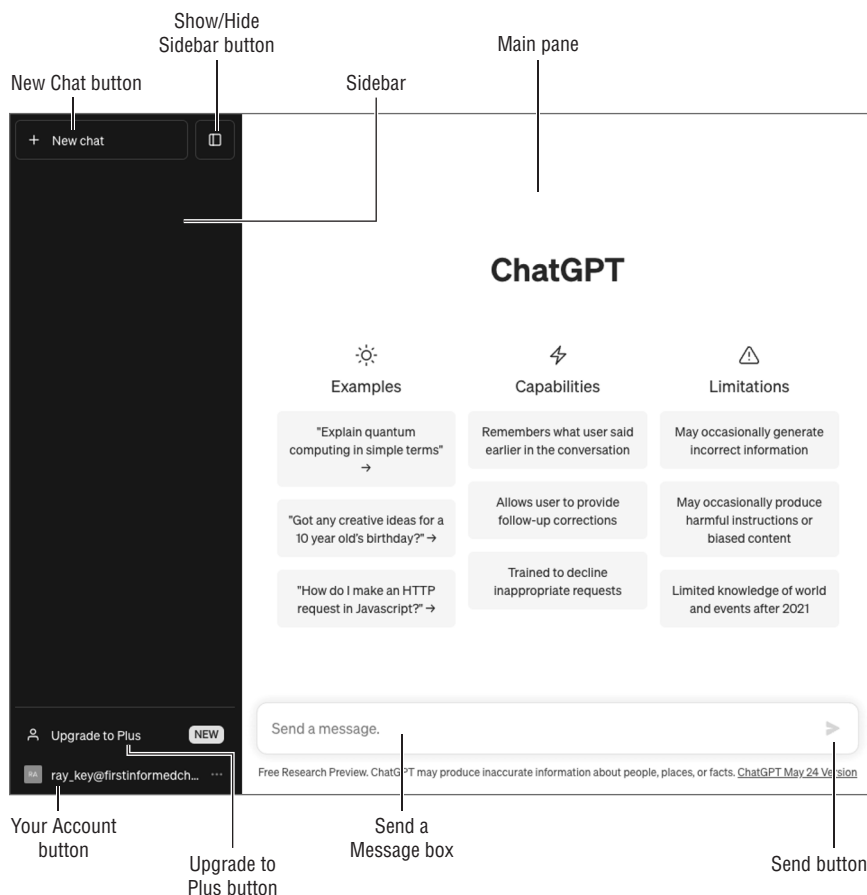 Show/Hide
Sidebar button
Main pane
New Chat button
Sidebar
+ New chat
ChatGPT
Examples
Capabilities
Limitations
"Explain quantum
computing in simple terms"
→
"Got any creative ideas for a
10 year old's birthday?" →
"How do I make an HTTP
request in Javascript?" →
Remembers what user said
earlier in the conversation
Allows user to provide
follow-up corrections
Trained to decline
inappropriate requests
May occasionally generate
incorrect information
May occasionally produce
harmful instructions or
biased content
Limited knowledge of world
and events after 2021
Upgrade to Plus
NEW
RA
ray_key@firstinformedch...
Send a message.
Free Research Preview. ChatGPT may produce inaccurate information about people, places, or facts. ChatGPT May 24 Version
Your Account
button
Upgrade to
Plus button
Send a
Message box
Send button